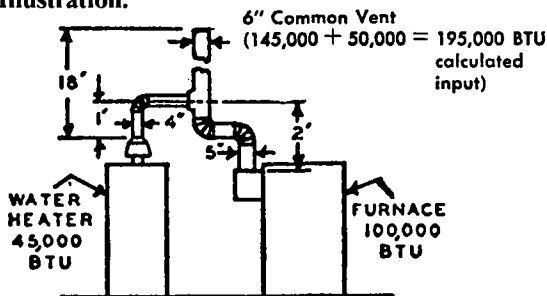 Illustration.
6" Common Vent
(145,000 + 50,000 = 195,000 BTU
calculated
input)
18'
1'
4"
2'
5"
WATER
HEATER
45,000
BTU
FURNACE
100,000
BTU